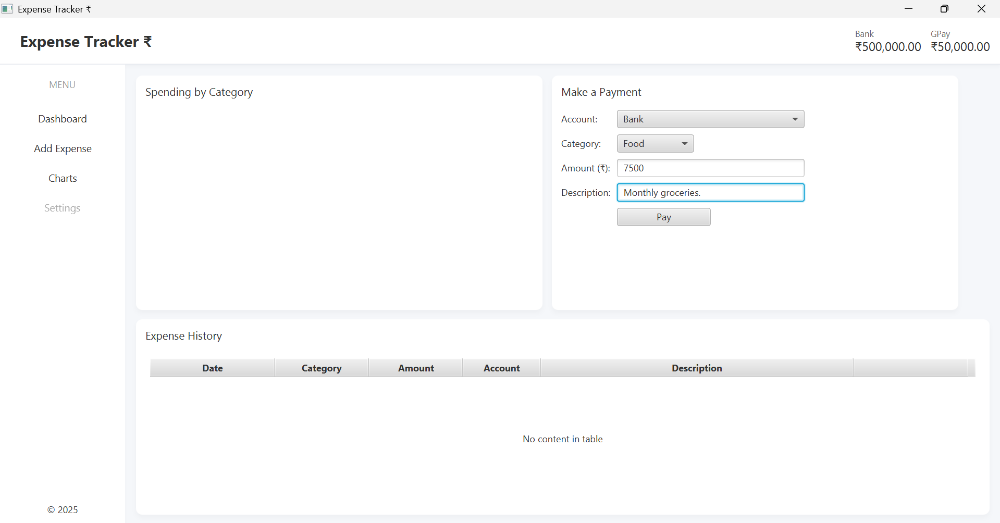 Expense Tracker ₹
Expense Tracker ₹
Bank
₹500,000.00
GPay
₹50,000.00
MENU
Dashboard
Add Expense
Charts
Settings
© 2025
Spending by Category
Make a Payment
Account: Bank
Category: Food
Amount (₹): 7500
Description: Monthly groceries.
Pay
Expense History
Date Category Amount Account Description
No content in table